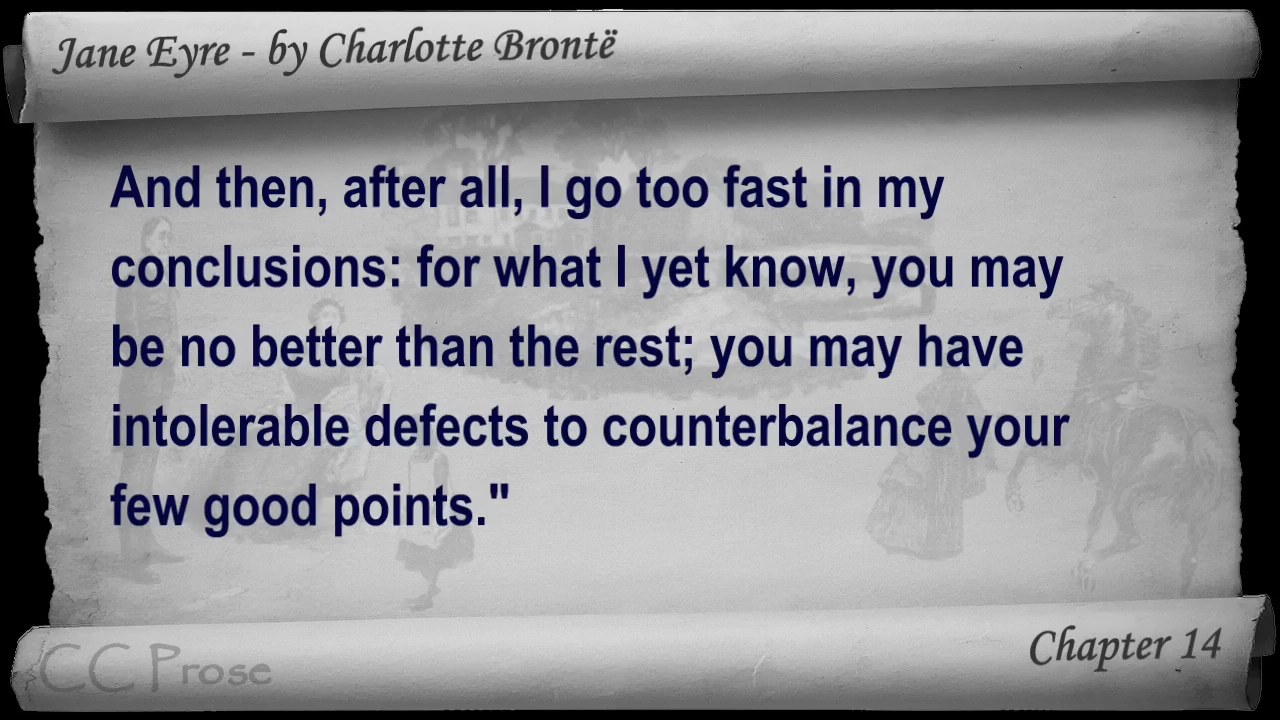 Jane Eyre - by Charlotte Brontë
And then, after all, I go too fast in my
conclusions: for what I yet know, you may
be no better than the rest; you may have
intolerable defects to counterbalance your
few good points."
Chapter 14
CC Prose